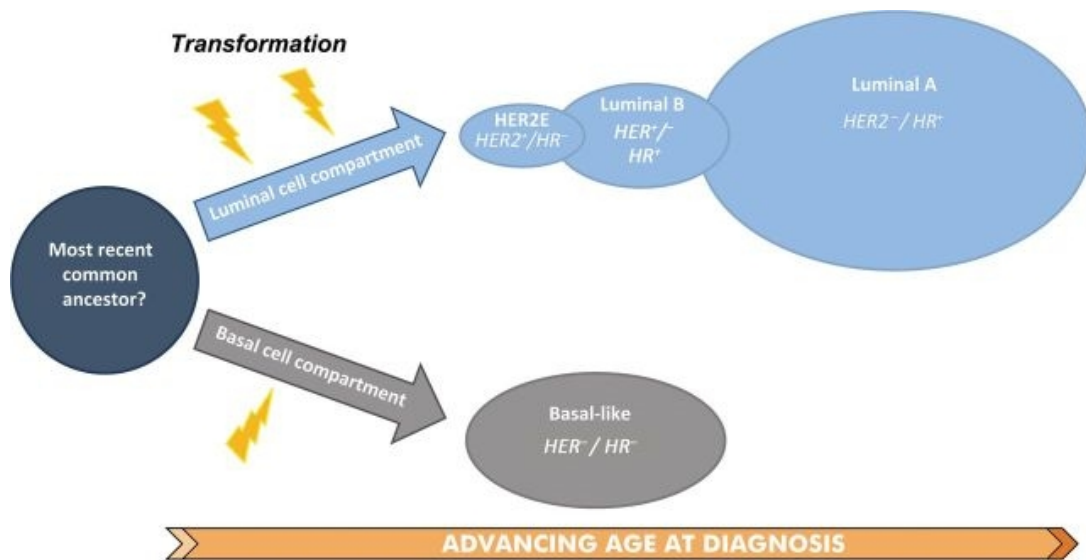 Transformation
Luminal cell compartment
HER2E
HER2⁺/HR⁻
Luminal B
HER⁺/⁻
HR⁺
Luminal A
HER2⁻/ HR⁺
Most recent
common
ancestor?
Basal cell compartment
Basal-like
HER⁻/ HR⁻
ADVANCING AGE AT DIAGNOSIS